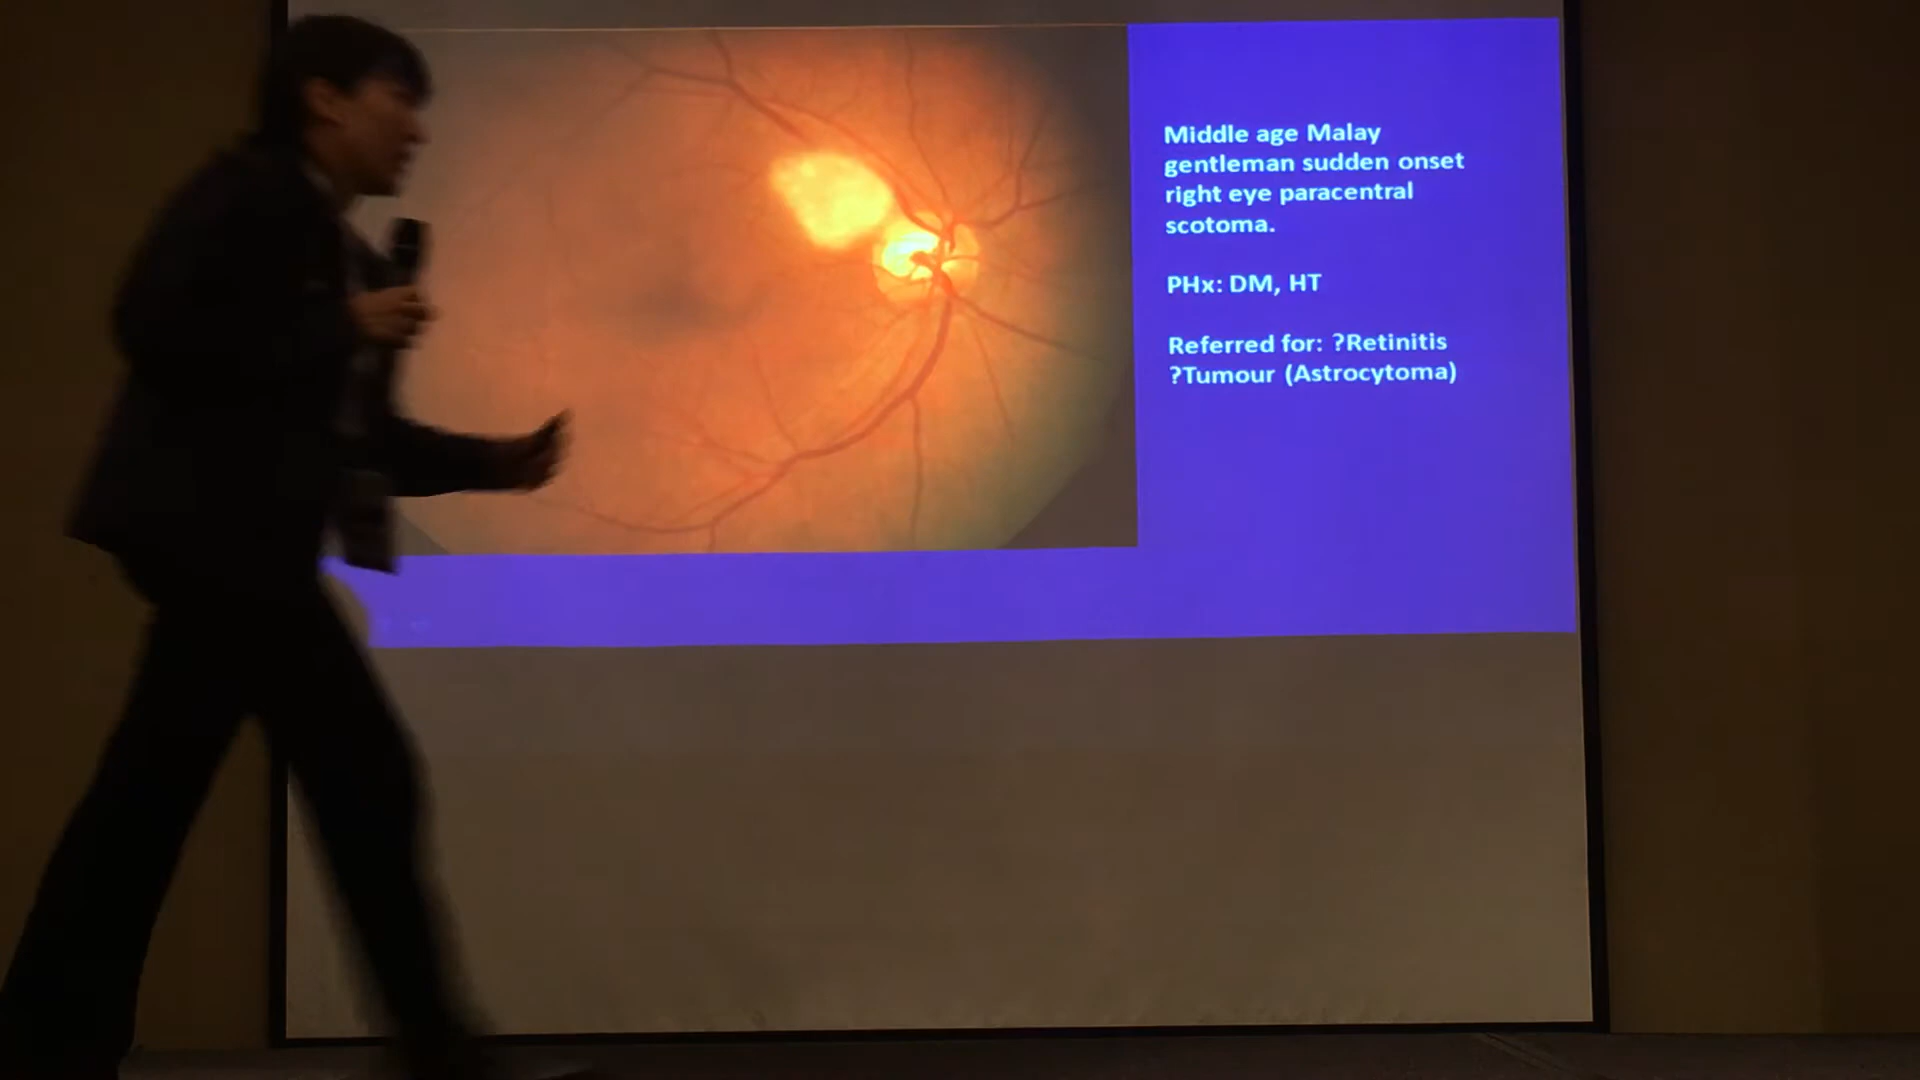 Middle age Malay
gentleman sudden onset
right eye paracentral
scotoma.
PHx: DM, HT
Referred for: ?Retinitis
?Tumour (Astrocytoma)